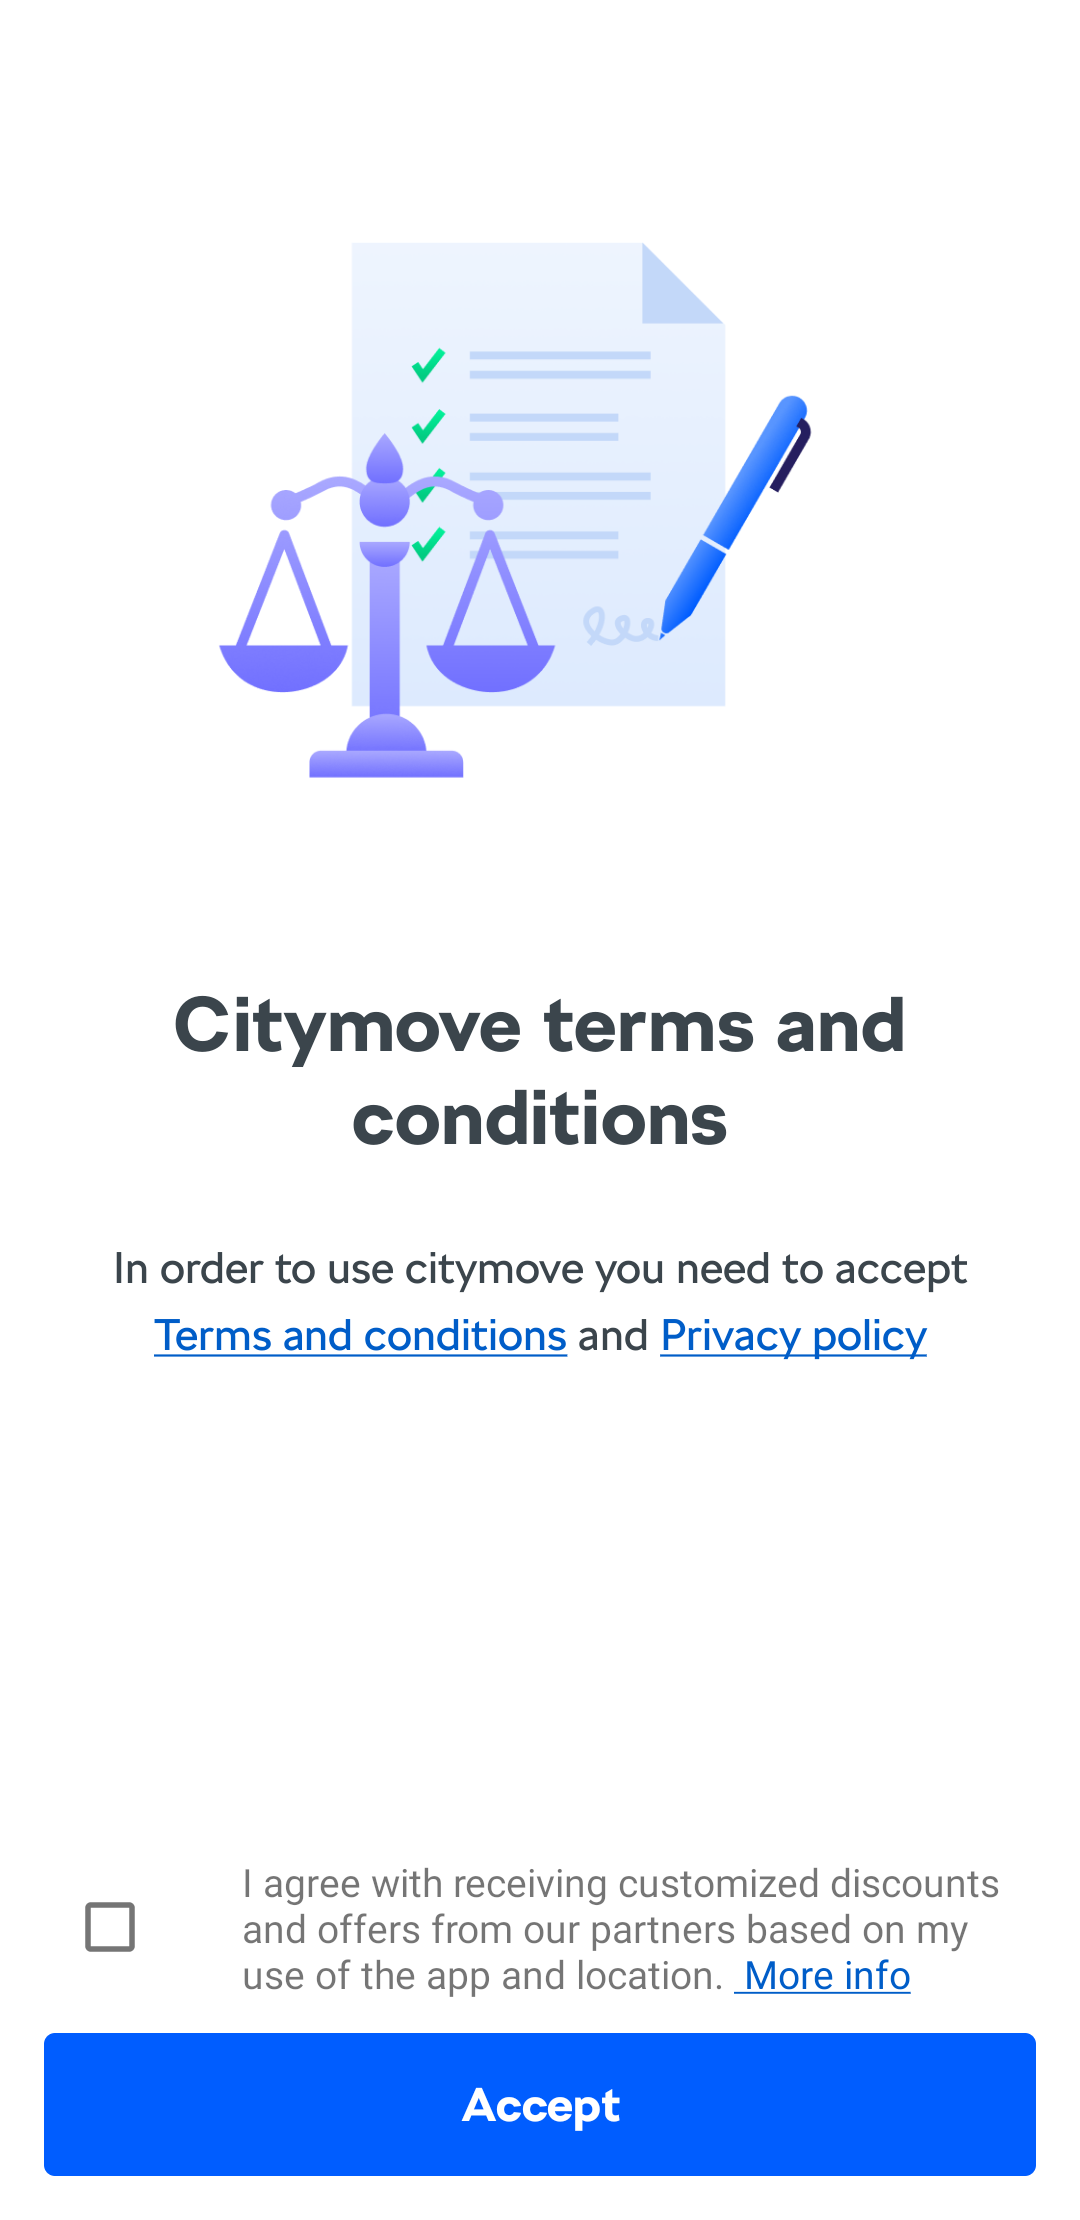 Citymove terms and
conditions
In order to use citymove you need to accept
Terms and conditions and Privacy policy
I agree with receiving customized discounts
and offers from our partners based on my
use of the app and location. More info
Accept